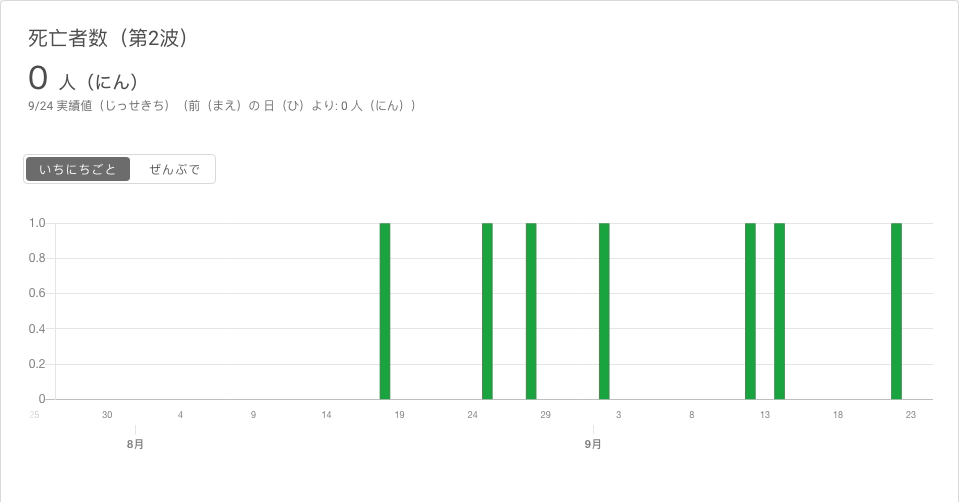 死亡者数（第2波）
0 人（にん）
9/24 実績値（じっせきち）（前（まえ）の 日（ひ）より: 0 人（にん））
いちにちごと ぜんぶで
1.0
0.8
0.6
0.4
0.2
0
25 30 4 9 14 19 24 29 3 8 13 18 23
8月 9月